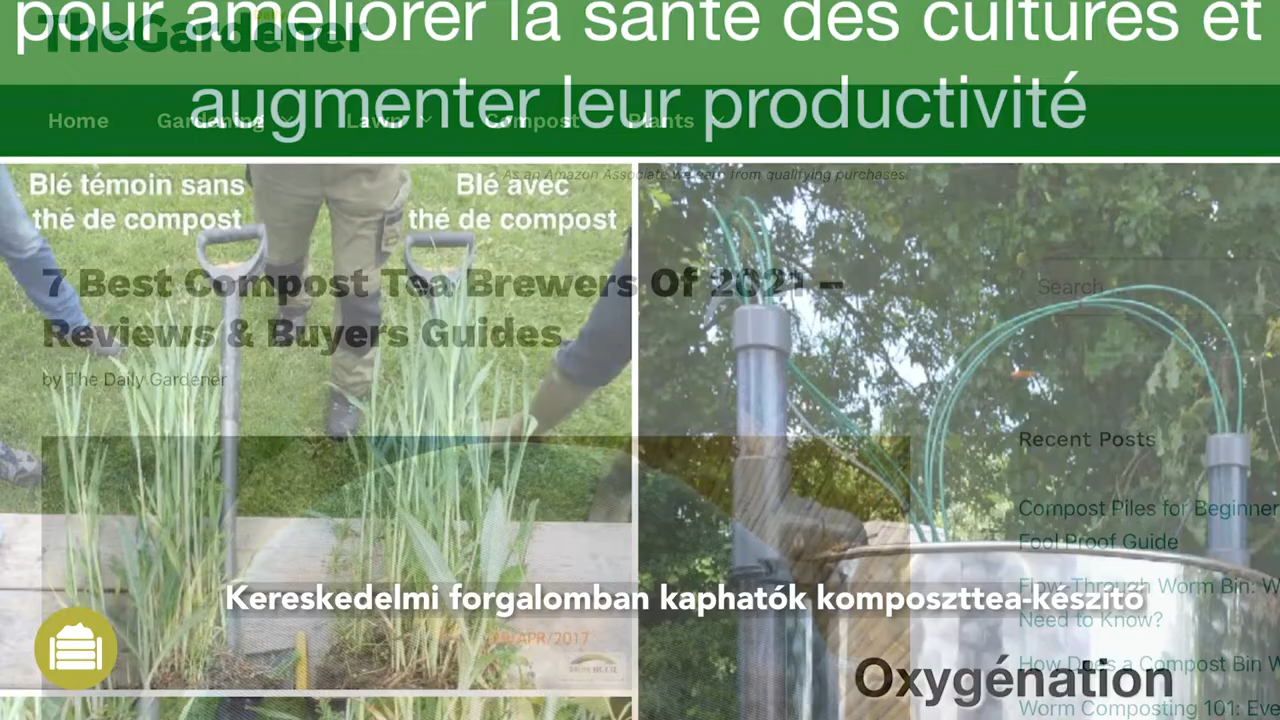 pour améliorer la santé des cultures et
augmenter leur productivité
TheGardener
Home Gardening Lawn Compost Plants
As an Amazon Associate we earn from qualifying purchases.
Blé témoin sans
thé de compost
Blé avec
thé de compost
7 Best Compost Tea Brewers Of 2021 –
Reviews & Buyers Guides
by The Daily Gardener
Search
Recent Posts
Compost Piles for Beginner
Fool Proof Guide
Flow-Through Worm Bin: W
Need to Know?
How Does a Compost Bin W
Worm Composting 101: Eve
Kereskedelmi forgalomban kaphatók komposzttea-készítő
/APR/2017
Oxygénation